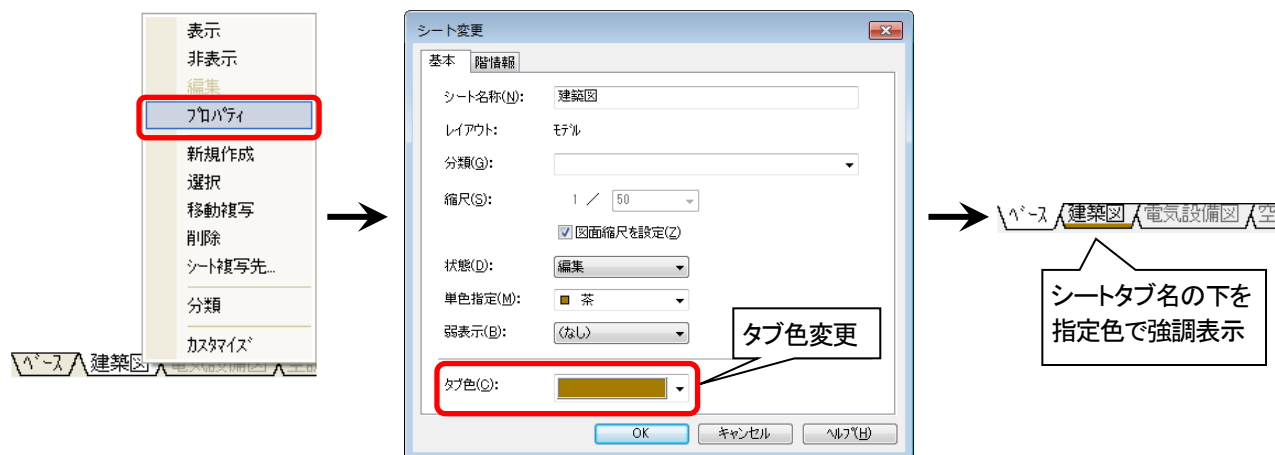 表示
非表示
編集
ﾌﾟﾛﾊﾟﾃｨ
新規作成
選択
移動複写
削除
ｼｰﾄ複写先...
分類
ｶｽﾀﾏｲｽﾞ
ﾍﾞｰｽ 建築図
シート変更
基本 階情報
シート名称(N): 建築図
レイアウト: ﾓﾃﾞﾙ
分類(G):
縮尺(S): 1 ／ 50
図面縮尺を設定(Z)
状態(D): 編集
単色指定(M): 茶
弱表示(B): (なし)
タブ色(C):
OK キャンセル ﾍﾙﾌﾟ(H)
タブ色変更
ﾍﾞｰｽ 建築図 電気設備図 空
シートタブ名の下を
指定色で強調表示